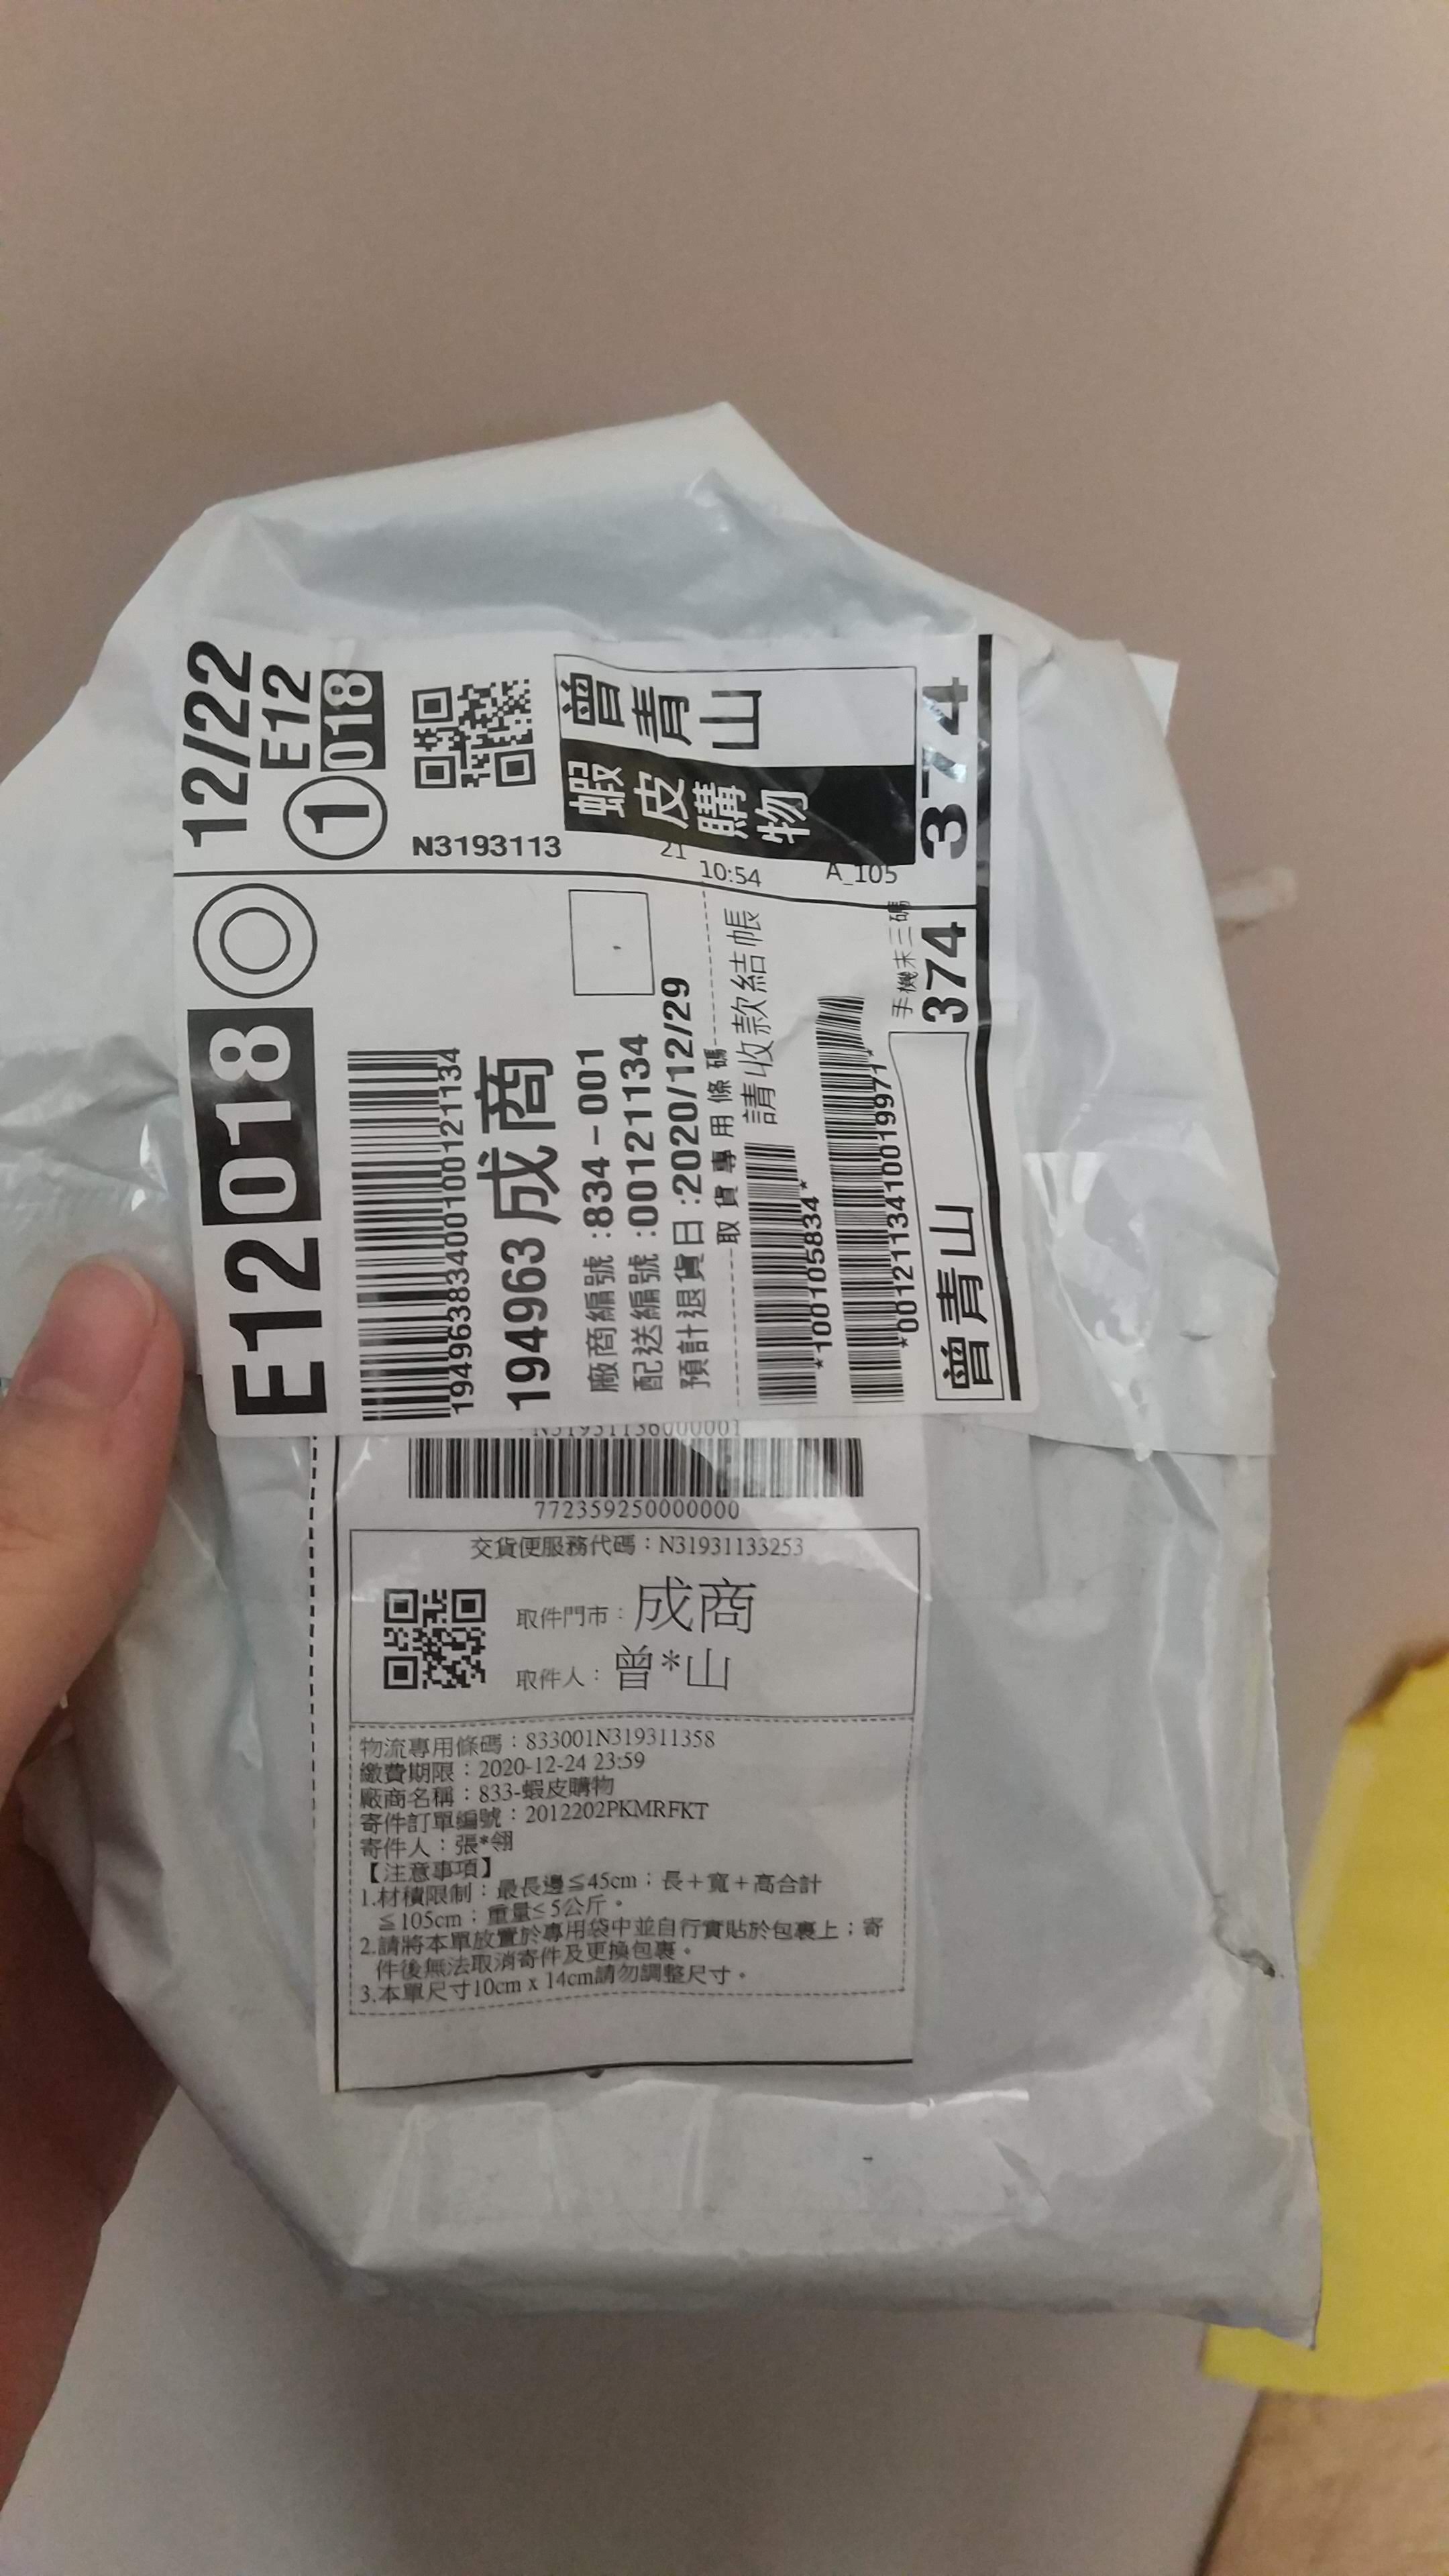 12/22
E12
① 018
N3193113
曾青山
蝦皮購物
374
21
10:54
A_105
E12 018
19496383400100121134
194963成商
廠商編號:834-001
配送編號:00121134
預計退貨日:2020/12/29
取貨專用條碼
請收款結帳
*100105834*
*0012113410019971*
手機末三碼
374
曾青山
772359250000000
交貨便服務代碼：N31931133253
取件門市：成商
取件人：曾*山
物流專用條碼：833001N319311358
繳費期限：2020-12-24 23:59
廠商名稱：833-蝦皮購物
寄件訂單編號：2012202PKMRFKT
寄件人：張*翎
【注意事項】
1.材積限制：最長邊≦45cm；長＋寬＋高合計
≦105cm；重量≦5公斤。
2.請將本單放置於專用袋中並自行實貼於包裹上；寄
件後無法取消寄件及更換包裹。
3.本單尺寸10cm x 14cm請勿調整尺寸。